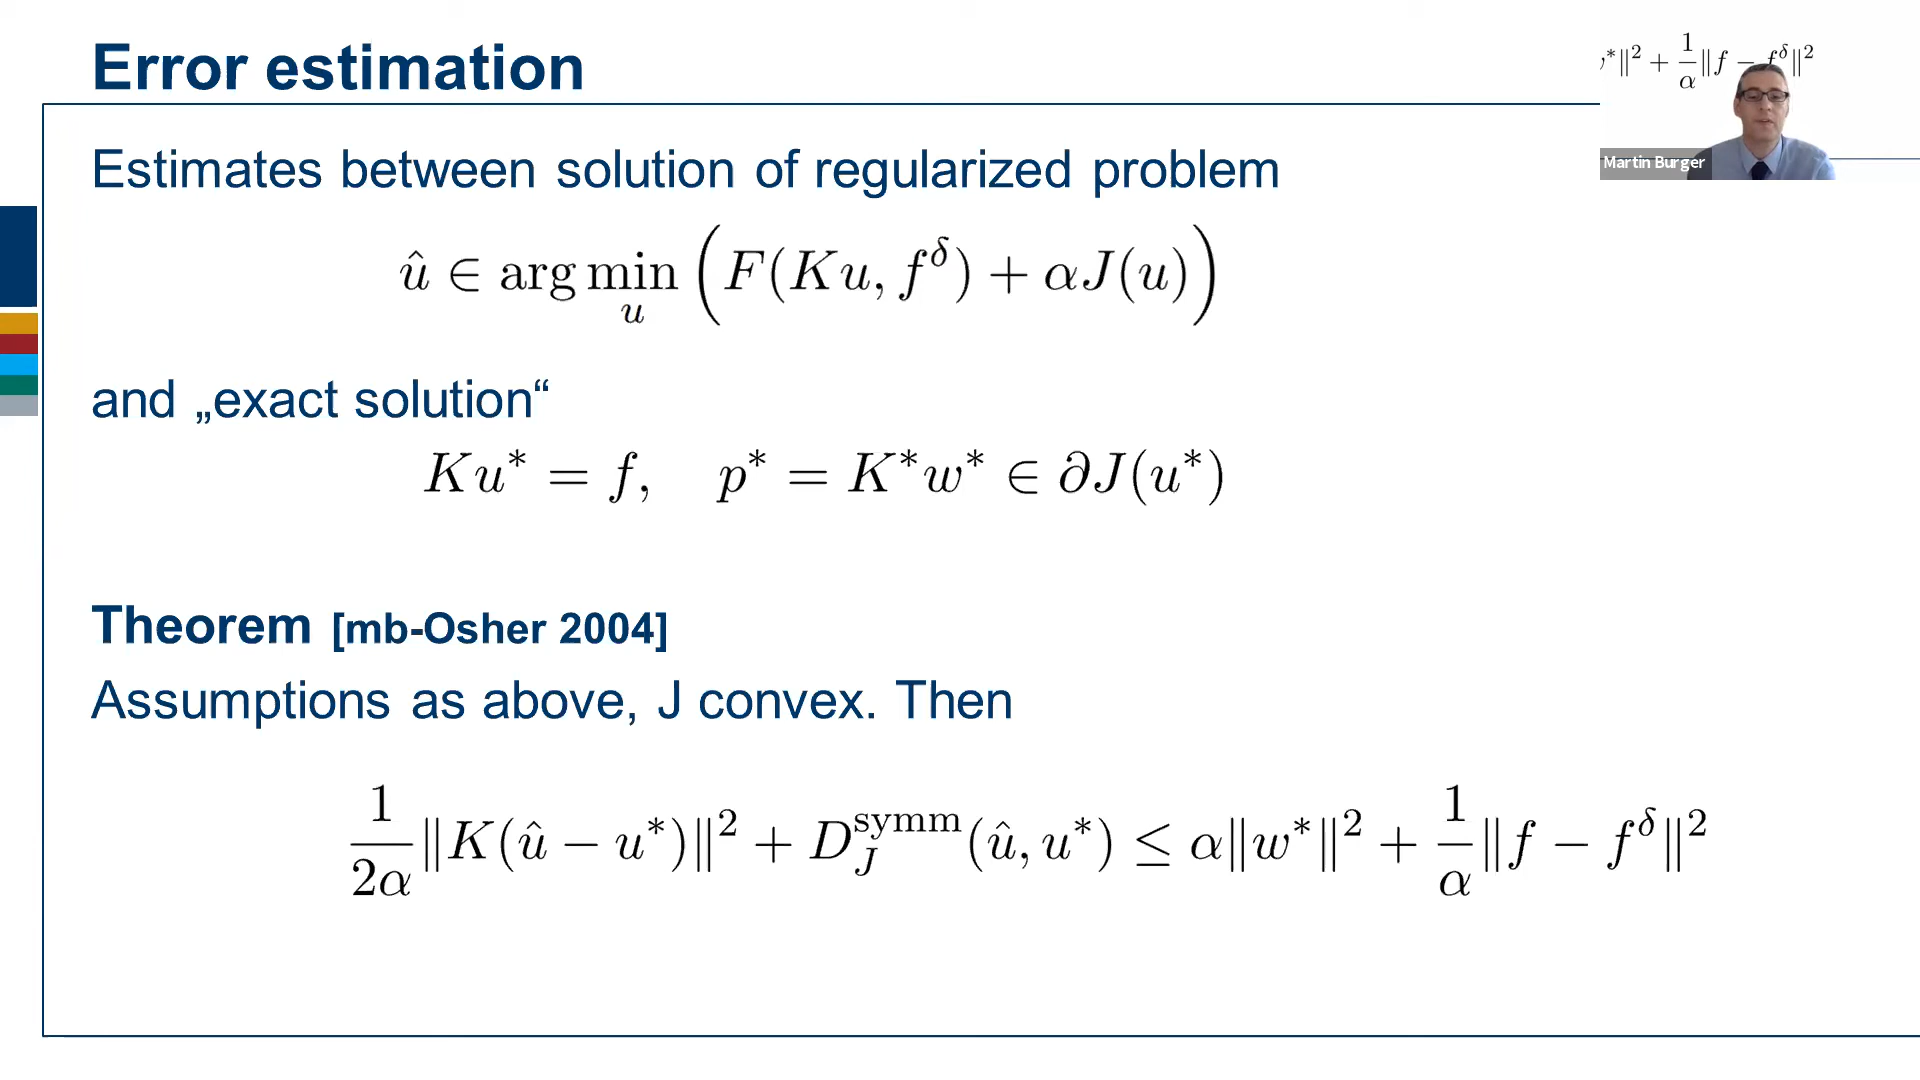 Error estimation
*‖² + 1/α ‖f − f^δ‖²
Martin Burger
Estimates between solution of regularized problem
û ∈ arg min_u (F(Ku, f^δ) + αJ(u))
and „exact solution“
Ku* = f, p* = K*w* ∈ ∂J(u*)
Theorem [mb-Osher 2004]
Assumptions as above, J convex. Then
1/2α ‖K(û − u*)‖² + D_J^symm(û, u*) ≤ α‖w*‖² + 1/α ‖f − f^δ‖²